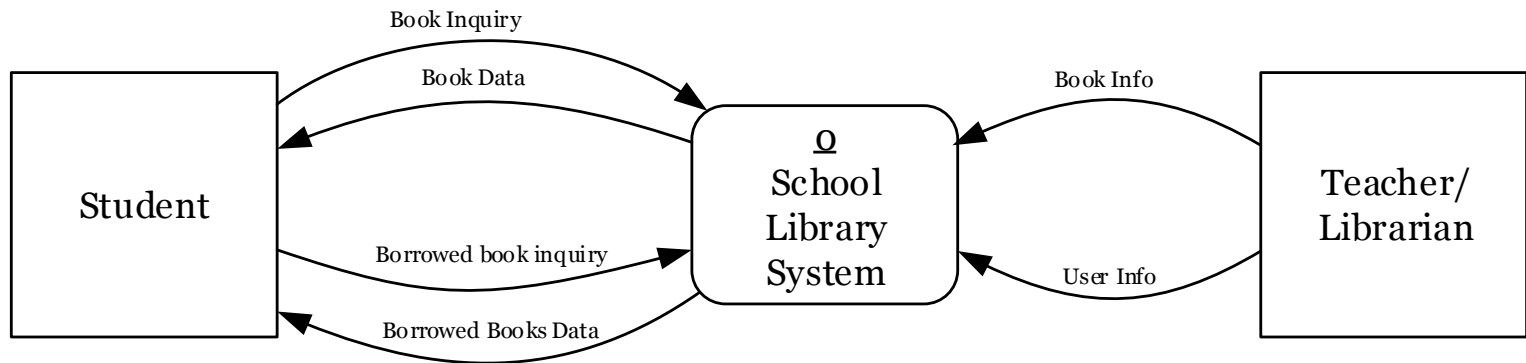 Book Inquiry
Book Data
Book Info
Student
0
School
Library
System
Teacher/
Librarian
Borrowed book inquiry
User Info
Borrowed Books Data